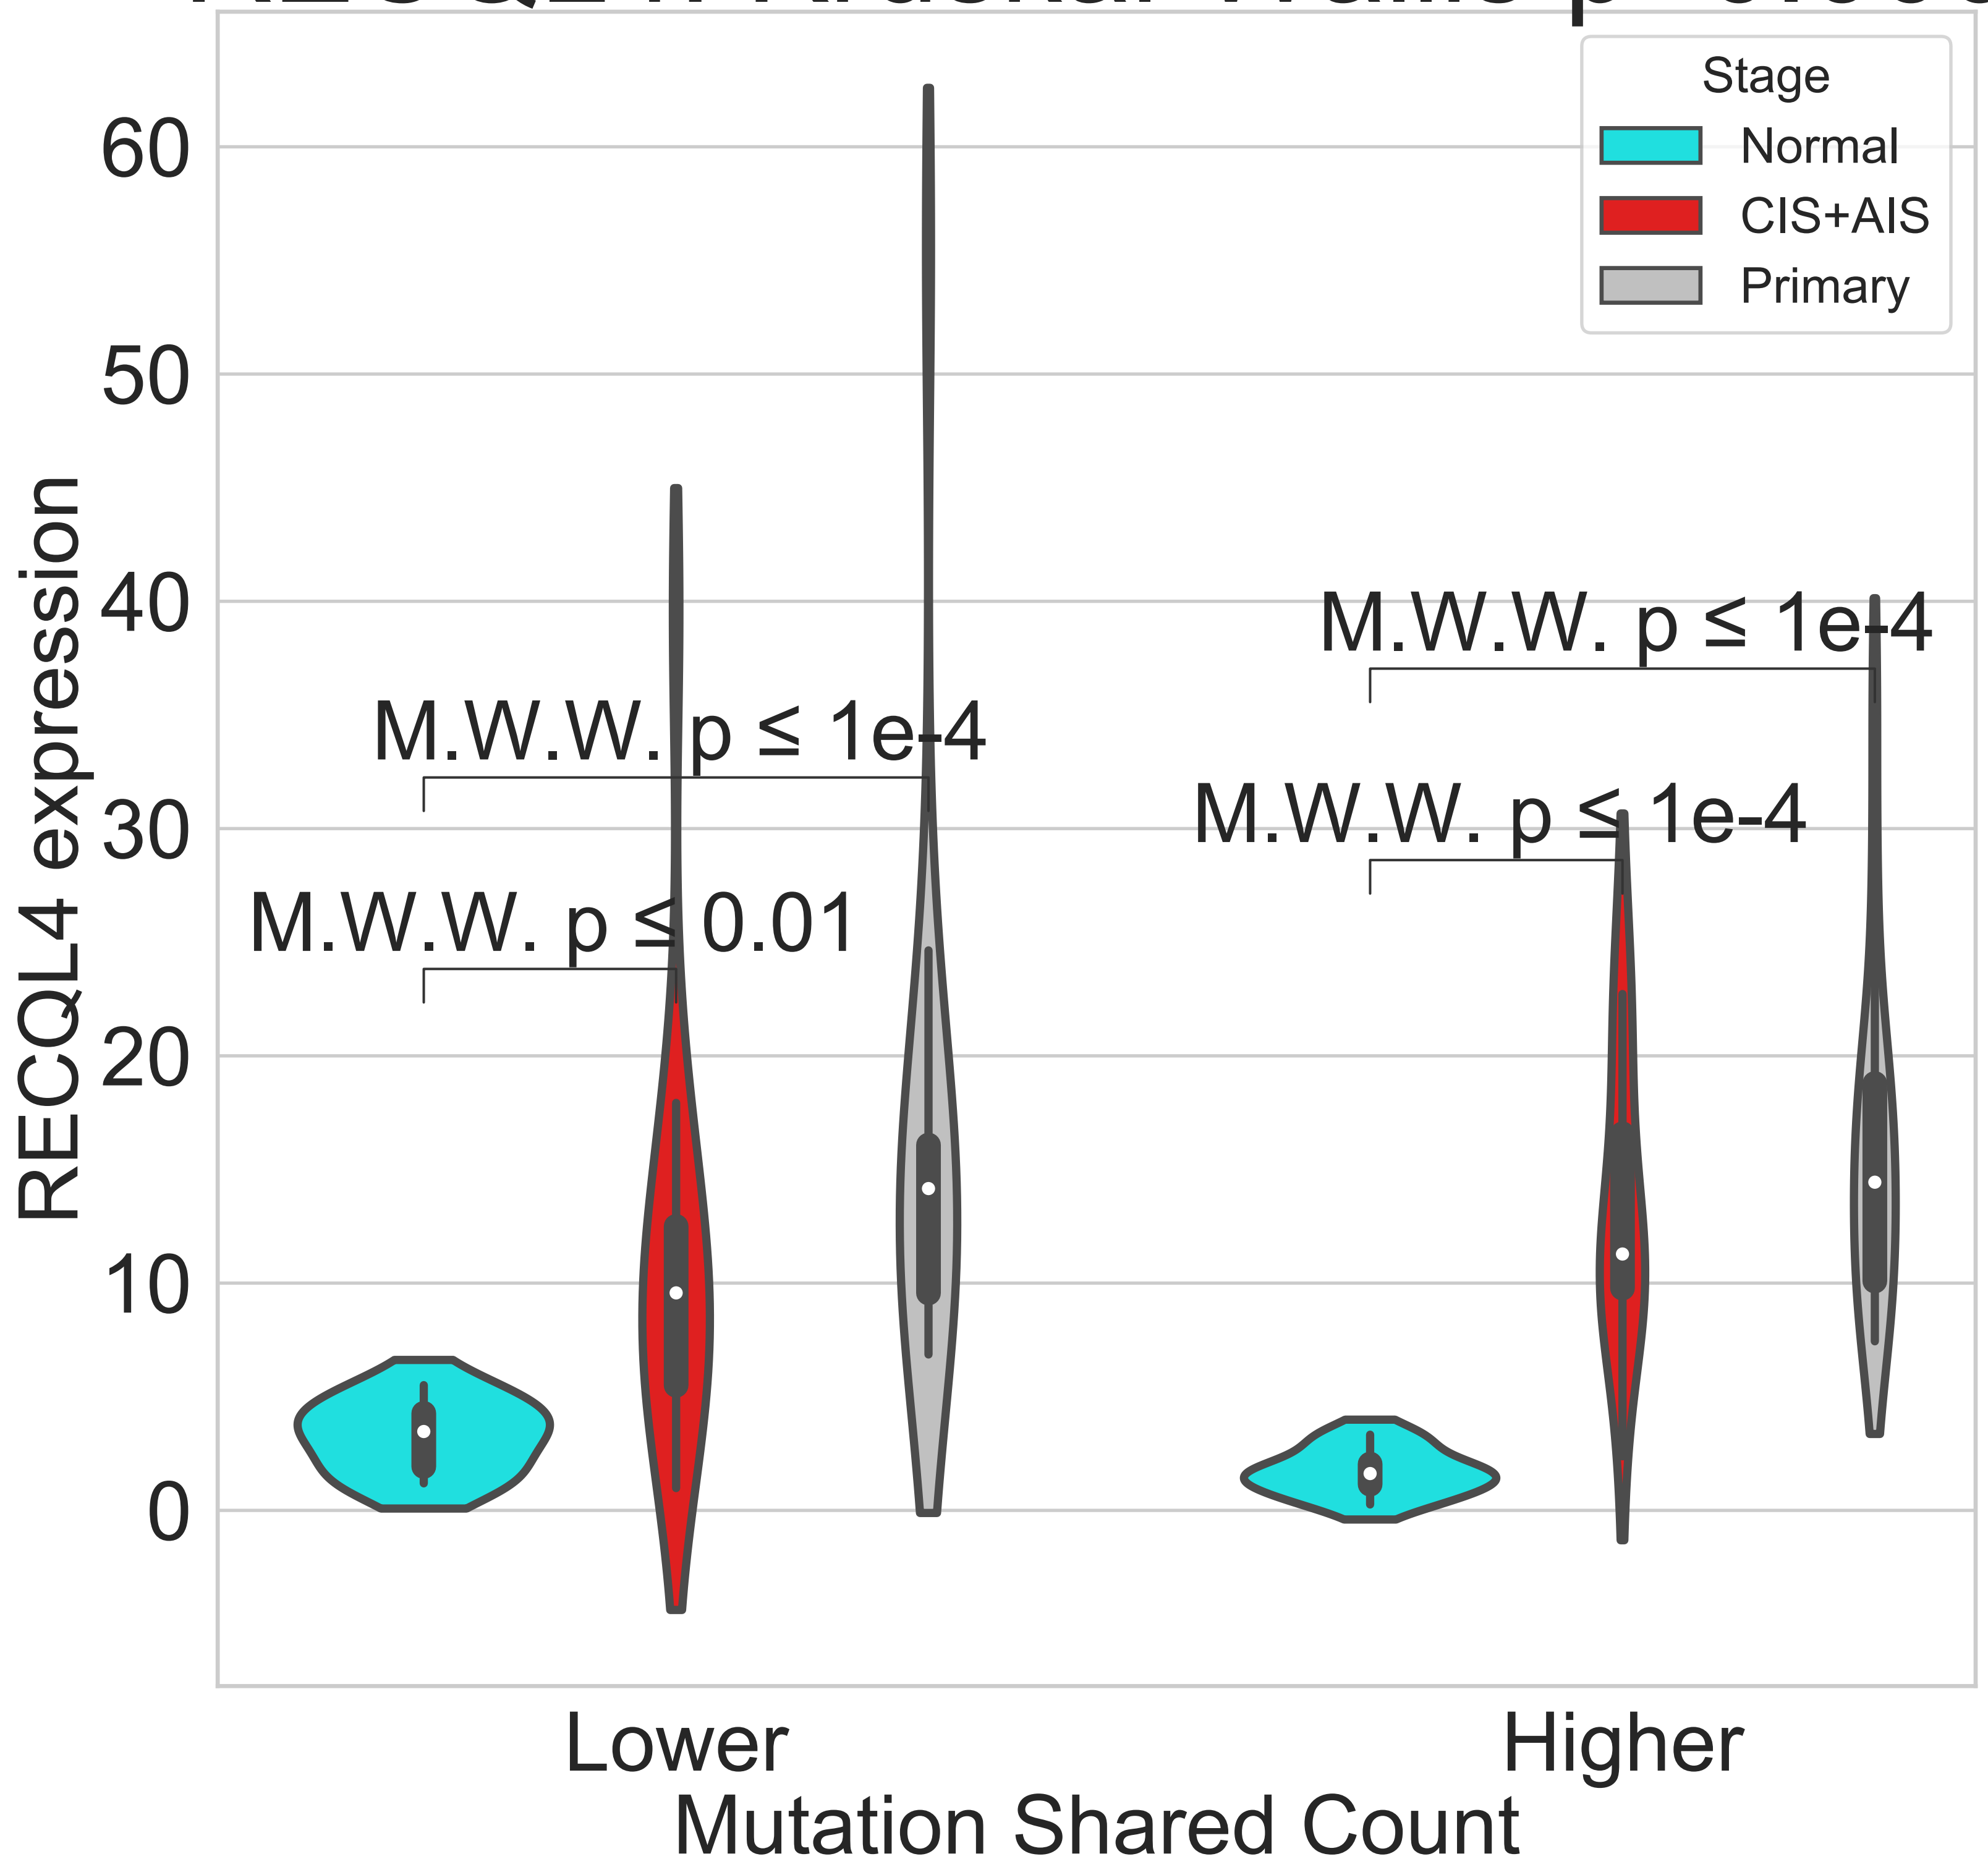 Stage
Normal
CIS+AIS
Primary
60
50
40
30
20
10
0
RECQL4 expression
M.W.W. p ≤ 1e-4
M.W.W. p ≤ 1e-4
M.W.W. p ≤ 1e-4
M.W.W. p ≤ 0.01
Lower
Higher
Mutation Shared Count